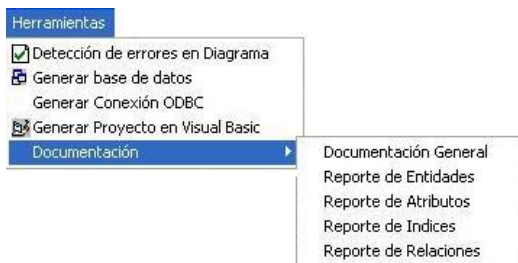 Herramientas
Detección de errores en Diagrama
Generar base de datos
Generar Conexión ODBC
Generar Proyecto en Visual Basic
Documentación
Documentación General
Reporte de Entidades
Reporte de Atributos
Reporte de Indices
Reporte de Relaciones